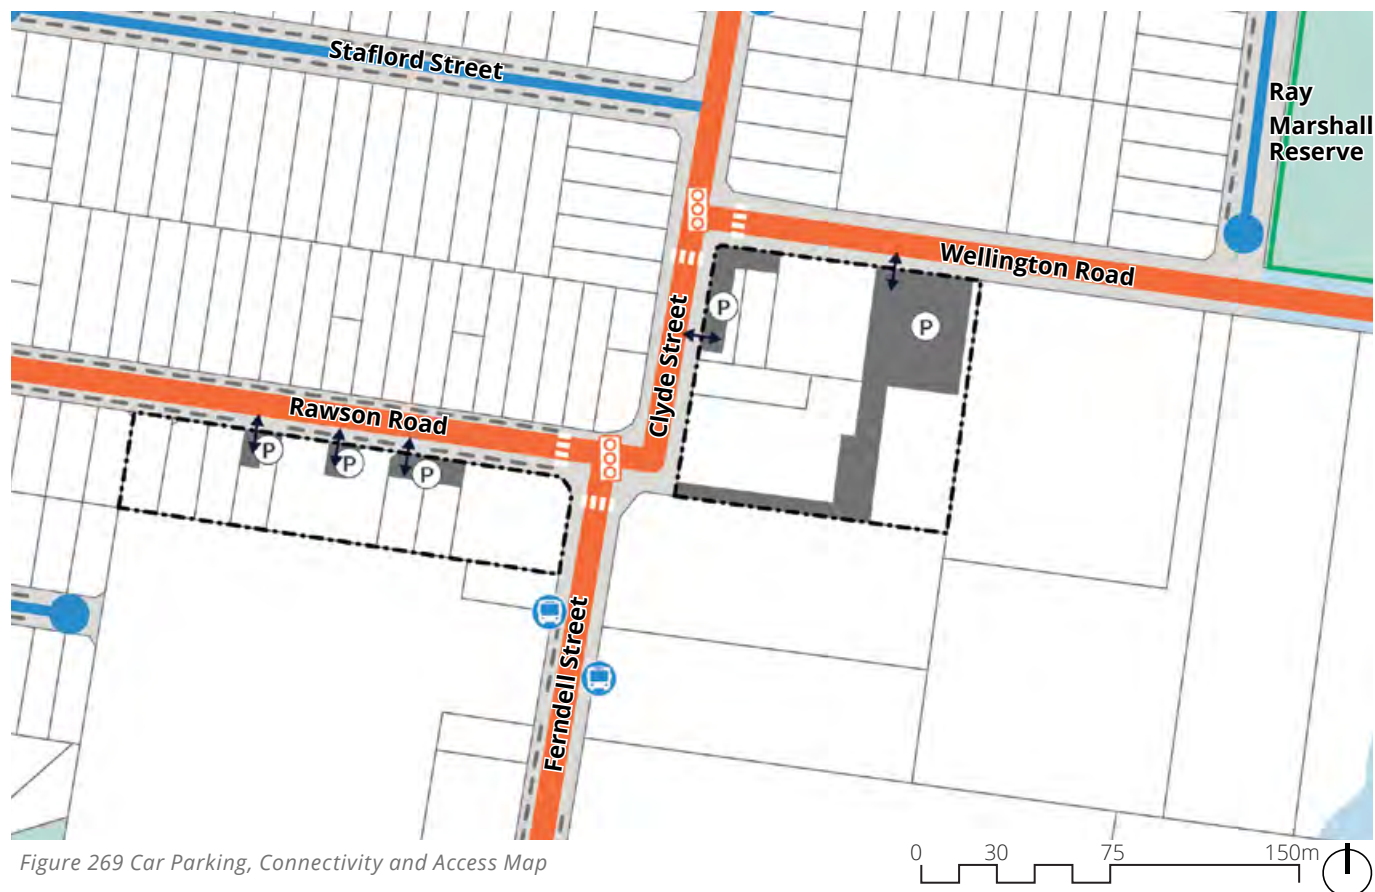 Stafford Street
Ray
Marshall
Reserve
Wellington Road
P
P
Clyde Street
Rawson Road
P
P
P
Ferndell Street
Figure 269 Car Parking, Connectivity and Access Map
0 30 75 150m